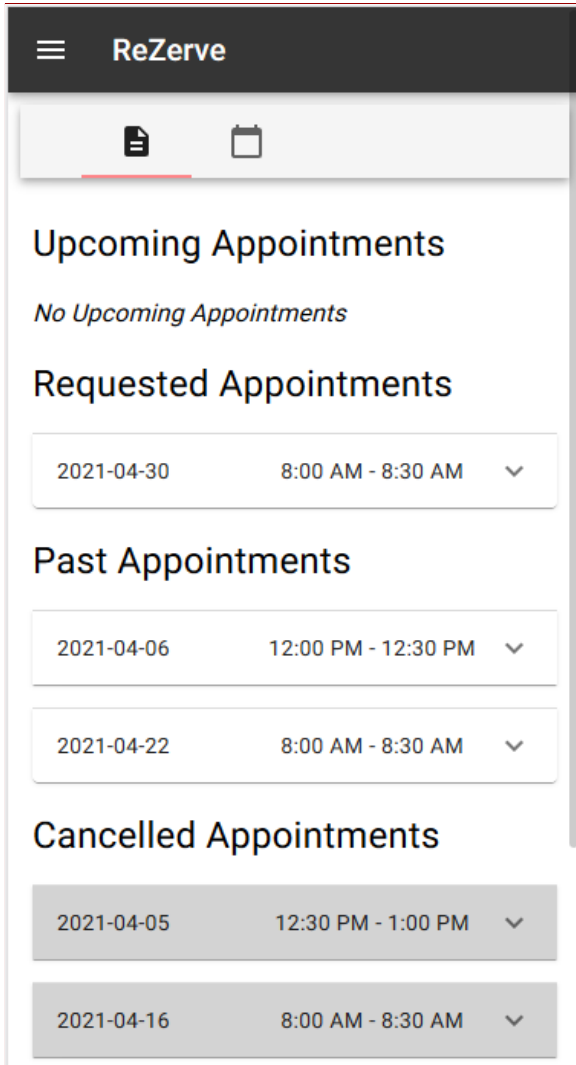 ReZerve
Upcoming Appointments
No Upcoming Appointments
Requested Appointments
2021-04-30 8:00 AM - 8:30 AM
Past Appointments
2021-04-06 12:00 PM - 12:30 PM
2021-04-22 8:00 AM - 8:30 AM
Cancelled Appointments
2021-04-05 12:30 PM - 1:00 PM
2021-04-16 8:00 AM - 8:30 AM